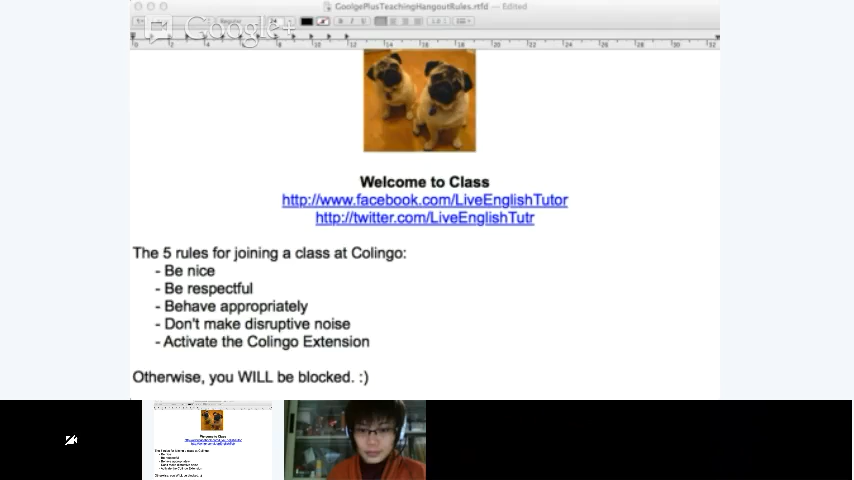 GoolgePlusTeachingHangoutRules.rtfd — Edited
Google+
Welcome to Class
http://www.facebook.com/LiveEnglishTutor
http://twitter.com/LiveEnglishTutr
The 5 rules for joining a class at Colingo:
- Be nice
- Be respectful
- Behave appropriately
- Don't make disruptive noise
- Activate the Colingo Extension
Otherwise, you WILL be blocked. :)